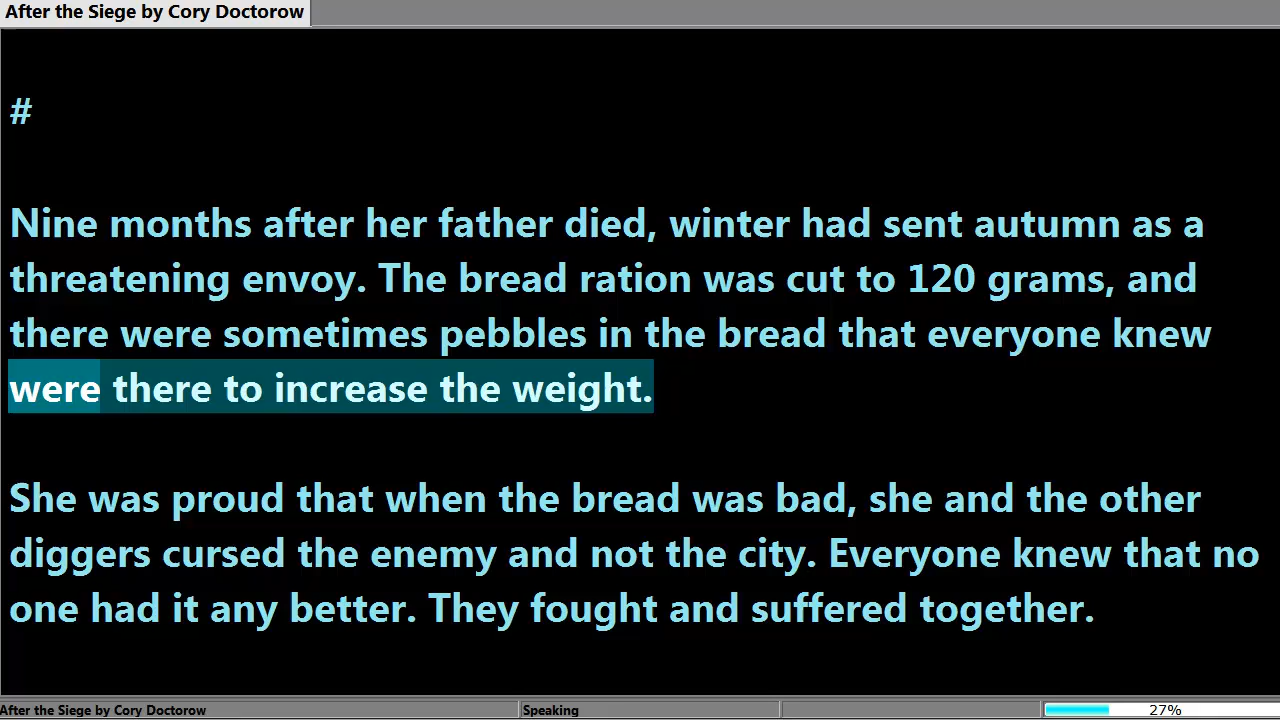 After the Siege by Cory Doctorow
#
Nine months after her father died, winter had sent autumn as a
threatening envoy. The bread ration was cut to 120 grams, and
there were sometimes pebbles in the bread that everyone knew
were there to increase the weight.
She was proud that when the bread was bad, she and the other
diggers cursed the enemy and not the city. Everyone knew that no
one had it any better. They fought and suffered together.
After the Siege by Cory Doctorow Speaking 27%